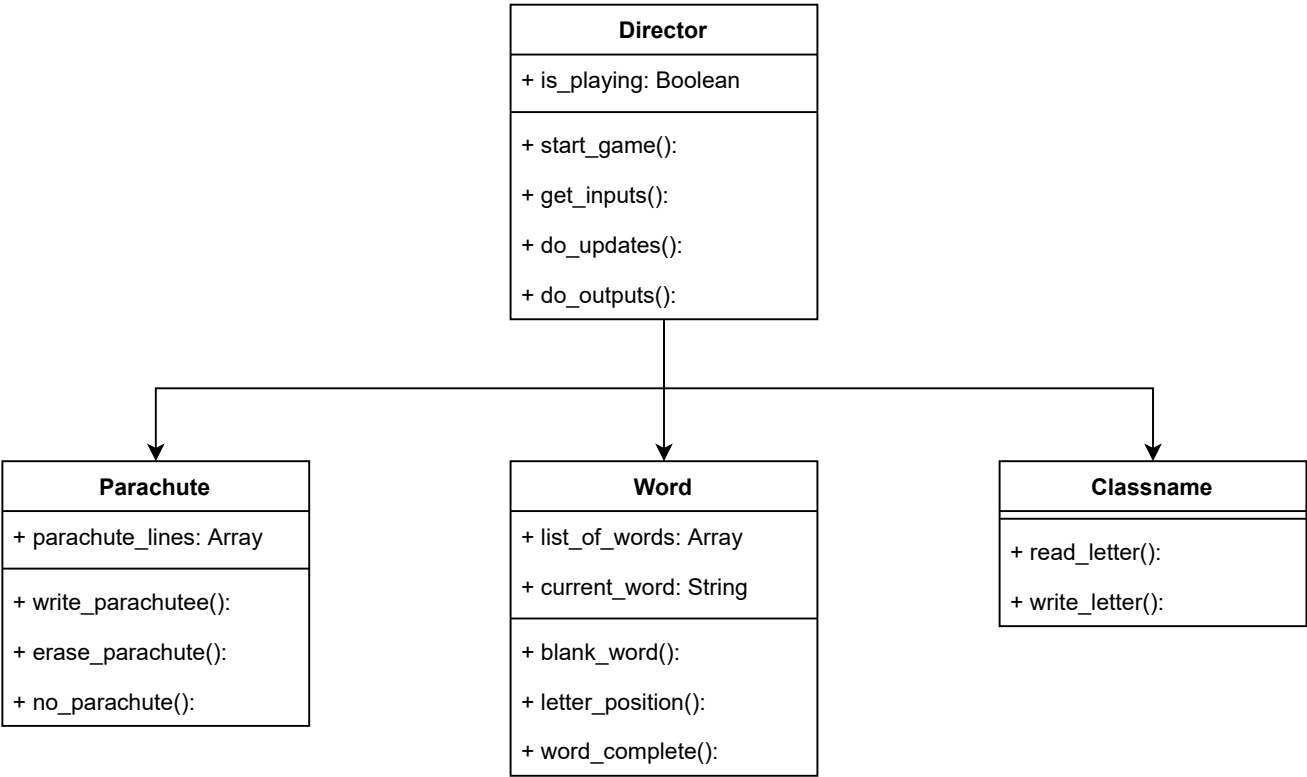 Director
+ is_playing: Boolean
+ start_game():
+ get_inputs():
+ do_updates():
+ do_outputs():
Parachute
+ parachute_lines: Array
+ write_parachutee():
+ erase_parachute():
+ no_parachute():
Word
+ list_of_words: Array
+ current_word: String
+ blank_word():
+ letter_position():
+ word_complete():
Classname
+ read_letter():
+ write_letter():